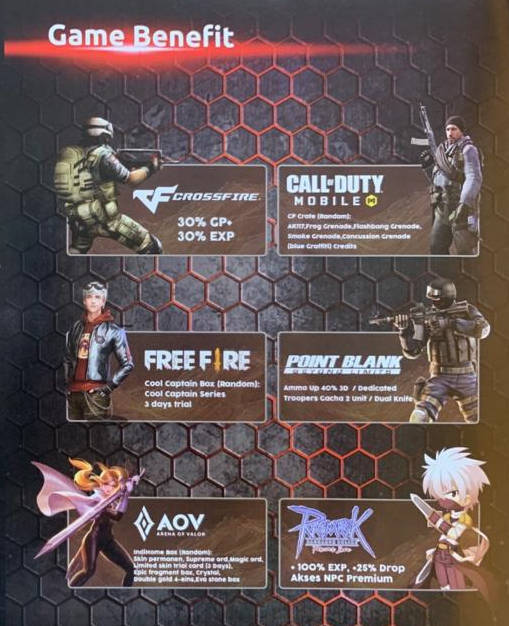 Game Benefit
CROSSFIRE
30% GP+
30% EXP
CALL OF DUTY
MOBILE
CP Crate (Random):
AK117,Frag Grenade,Flashbang Grenade,
Smoke Grenade,Concussion Grenade
(blue Graffiti) Credits
FREE FIRE
Cool Captain Box (Random):
Cool Captain Series
3 days trial
POINT BLANK
BEYOND LIMITS
Ammo Up 40% 3D / Dedicated
Troopers Gacha 2 Unit / Dual Knife
AOV
ARENA OF VALOR
IndiHome Box (Random):
Skin permanen, Supreme ord,Magic ord,
Limited skin trial card (3 Days),
Epic fragment box, Crystal,
Double gold 4-eins,Evo stone box
RAGNAROK
• 100% EXP, •25% Drop
Akses NPC Premium